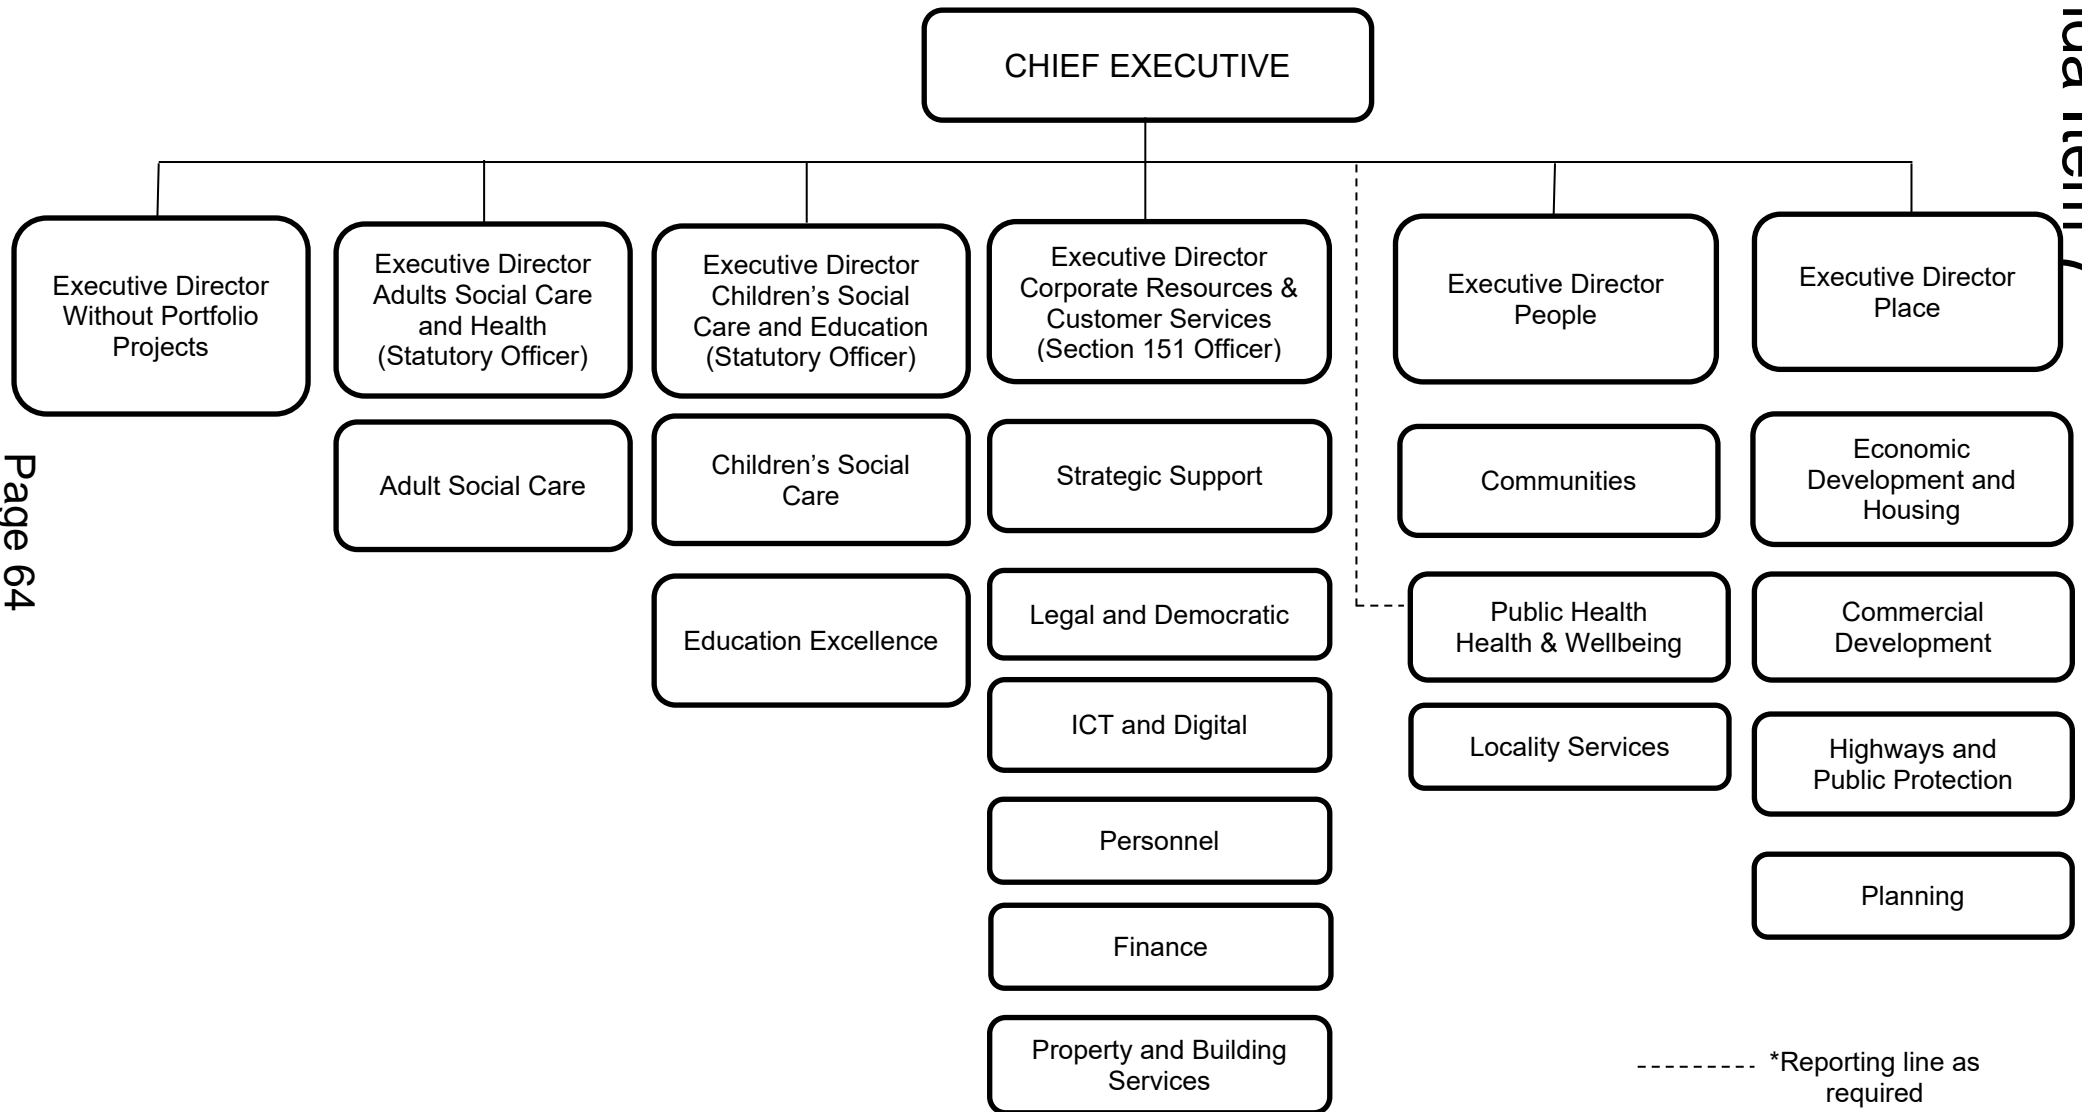 CHIEF EXECUTIVE
Executive Director
Without Portfolio
Projects
Executive Director
Adults Social Care
and Health
(Statutory Officer)
Executive Director
Children’s Social
Care and Education
(Statutory Officer)
Executive Director
Corporate Resources &
Customer Services
(Section 151 Officer)
Executive Director
People
Executive Director
Place
Adult Social Care
Children’s Social
Care
Education Excellence
Strategic Support
Legal and Democratic
ICT and Digital
Personnel
Finance
Property and Building
Services
Communities
Public Health
Health & Wellbeing
Locality Services
Economic
Development and
Housing
Commercial
Development
Highways and
Public Protection
Planning
*Reporting line as
required
Page 64